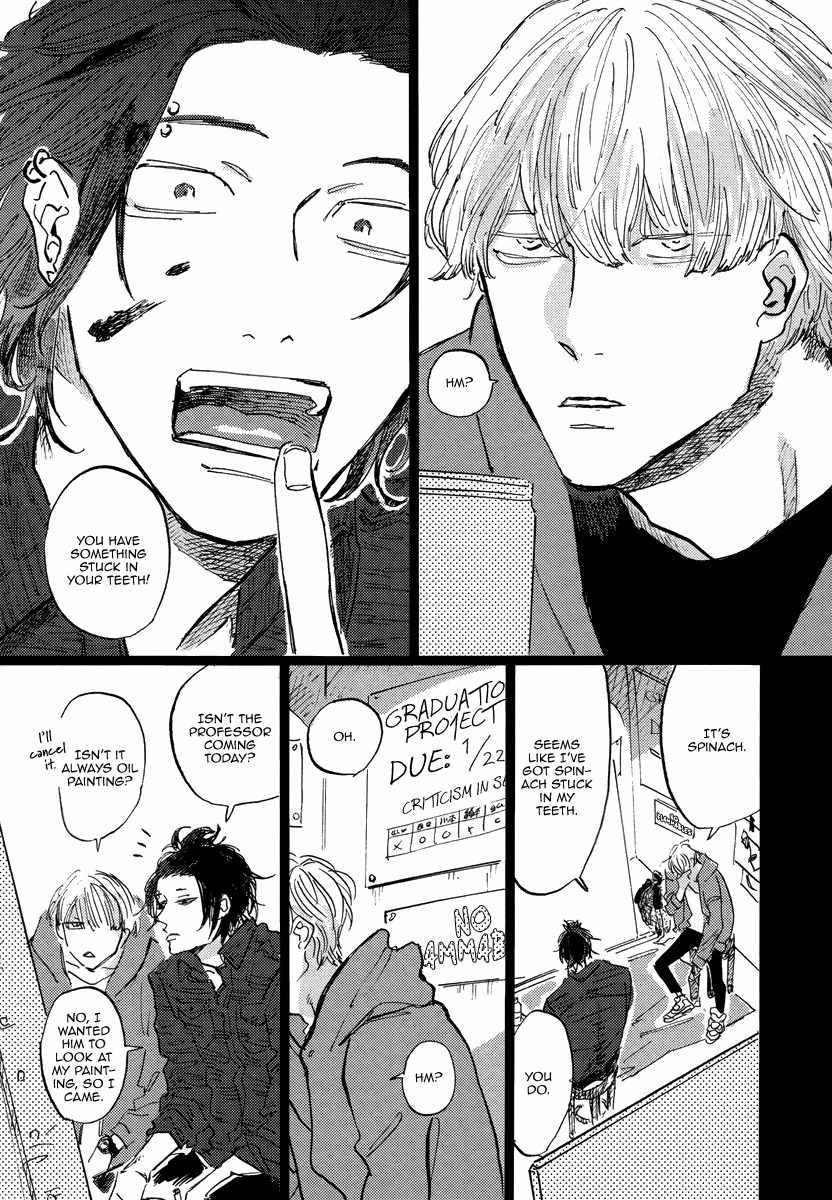 HM?
YOU HAVE
SOMETHING
STUCK IN
YOUR TEETH!
IT'S
SPINACH.
SEEMS
LIKE I'VE
GOT SPIN-
ACH STUCK
IN MY
TEETH.
YOU
DO.
OH.
GRADUATIO
PROYECT
DUE: 1/22
CRITICISM IN SE
NO
HM?
ISN'T THE
PROFESSOR
COMING
TODAY?
ISN'T IT
ALWAYS OIL
PAINTING?
I'll
cancel
it.
NO, I
WANTED
HIM TO
LOOK AT
MY PAINT-
ING, SO I
CAME.